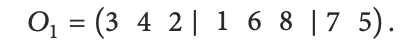 O₁ = (3 4 2 | 1 6 8 | 7 5).